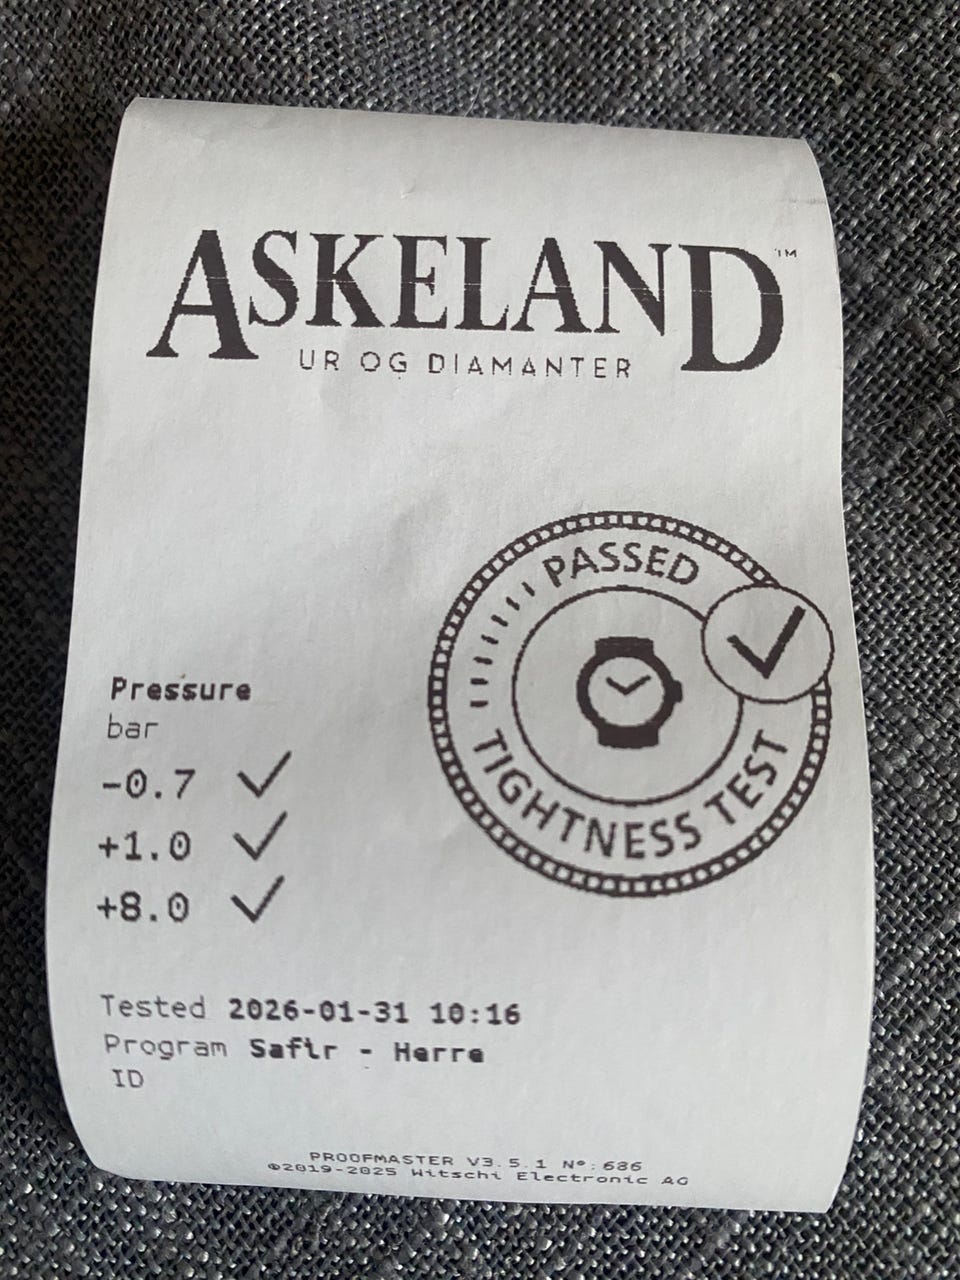 ASKELAND™
UR OG DIAMANTER
PASSED
TIGHTNESS TEST
Pressure
bar
-0.7 ✓
+1.0 ✓
+8.0 ✓
Tested 2026-01-31 10:16
Program Safir - Herre
ID
PROOFMASTER V3.5.1 Nº:686
©2019-2025 Witschi Electronic AG